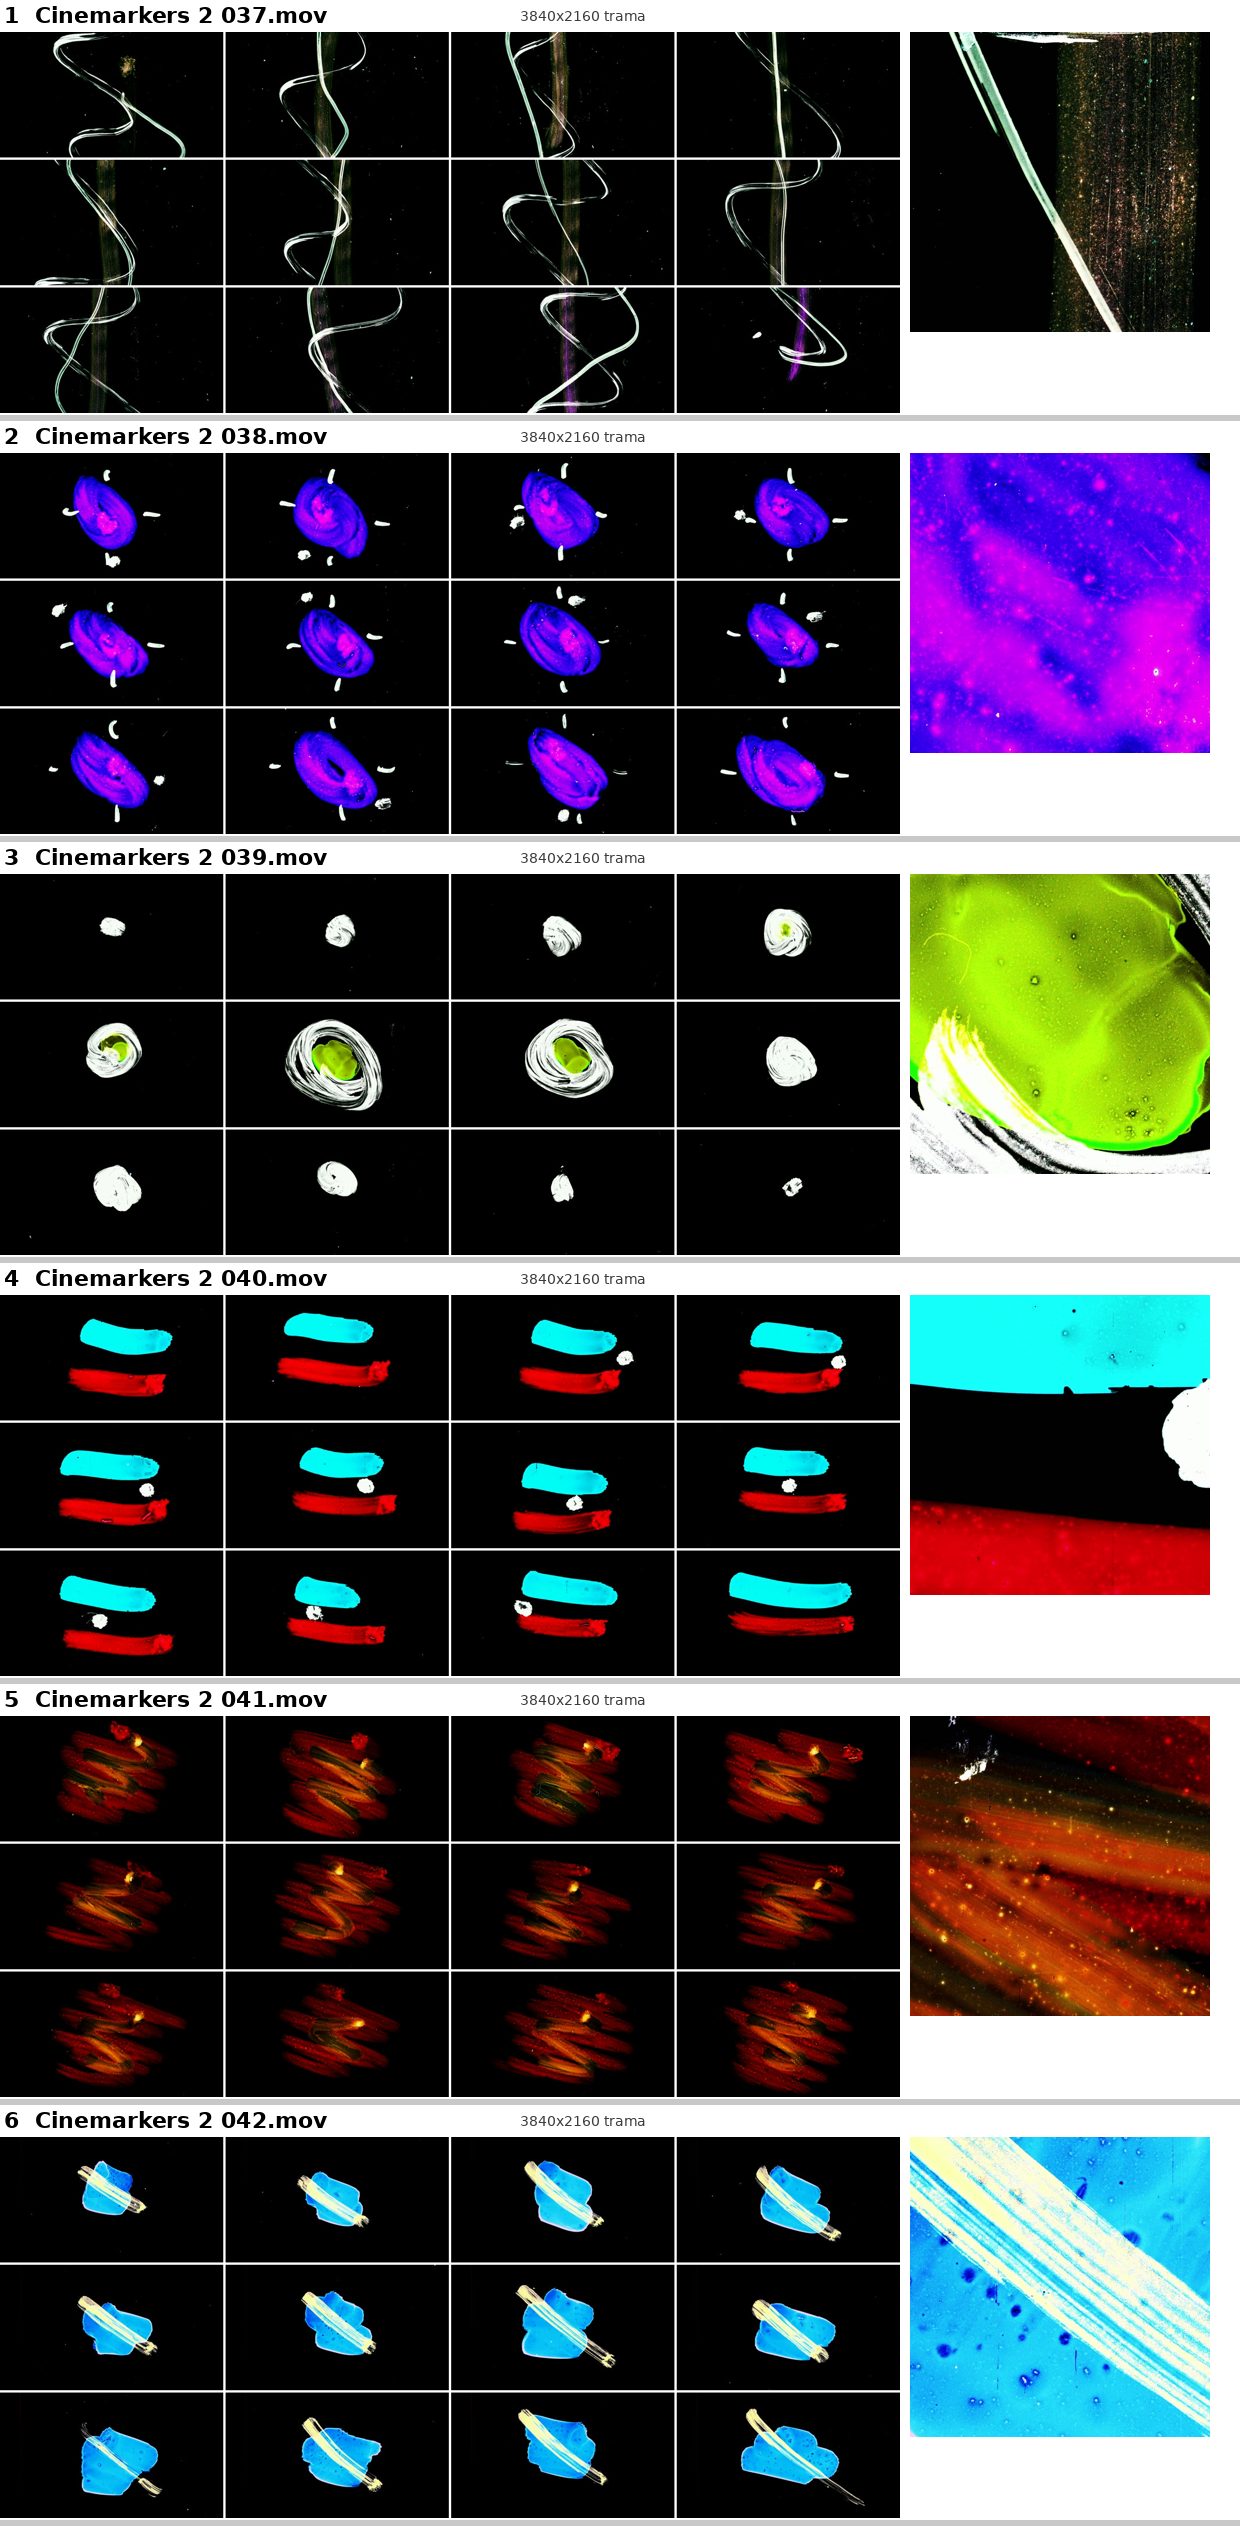 1 Cinemarkers 2 037.mov 3840x2160 trama
2 Cinemarkers 2 038.mov 3840x2160 trama
3 Cinemarkers 2 039.mov 3840x2160 trama
4 Cinemarkers 2 040.mov 3840x2160 trama
5 Cinemarkers 2 041.mov 3840x2160 trama
6 Cinemarkers 2 042.mov 3840x2160 trama